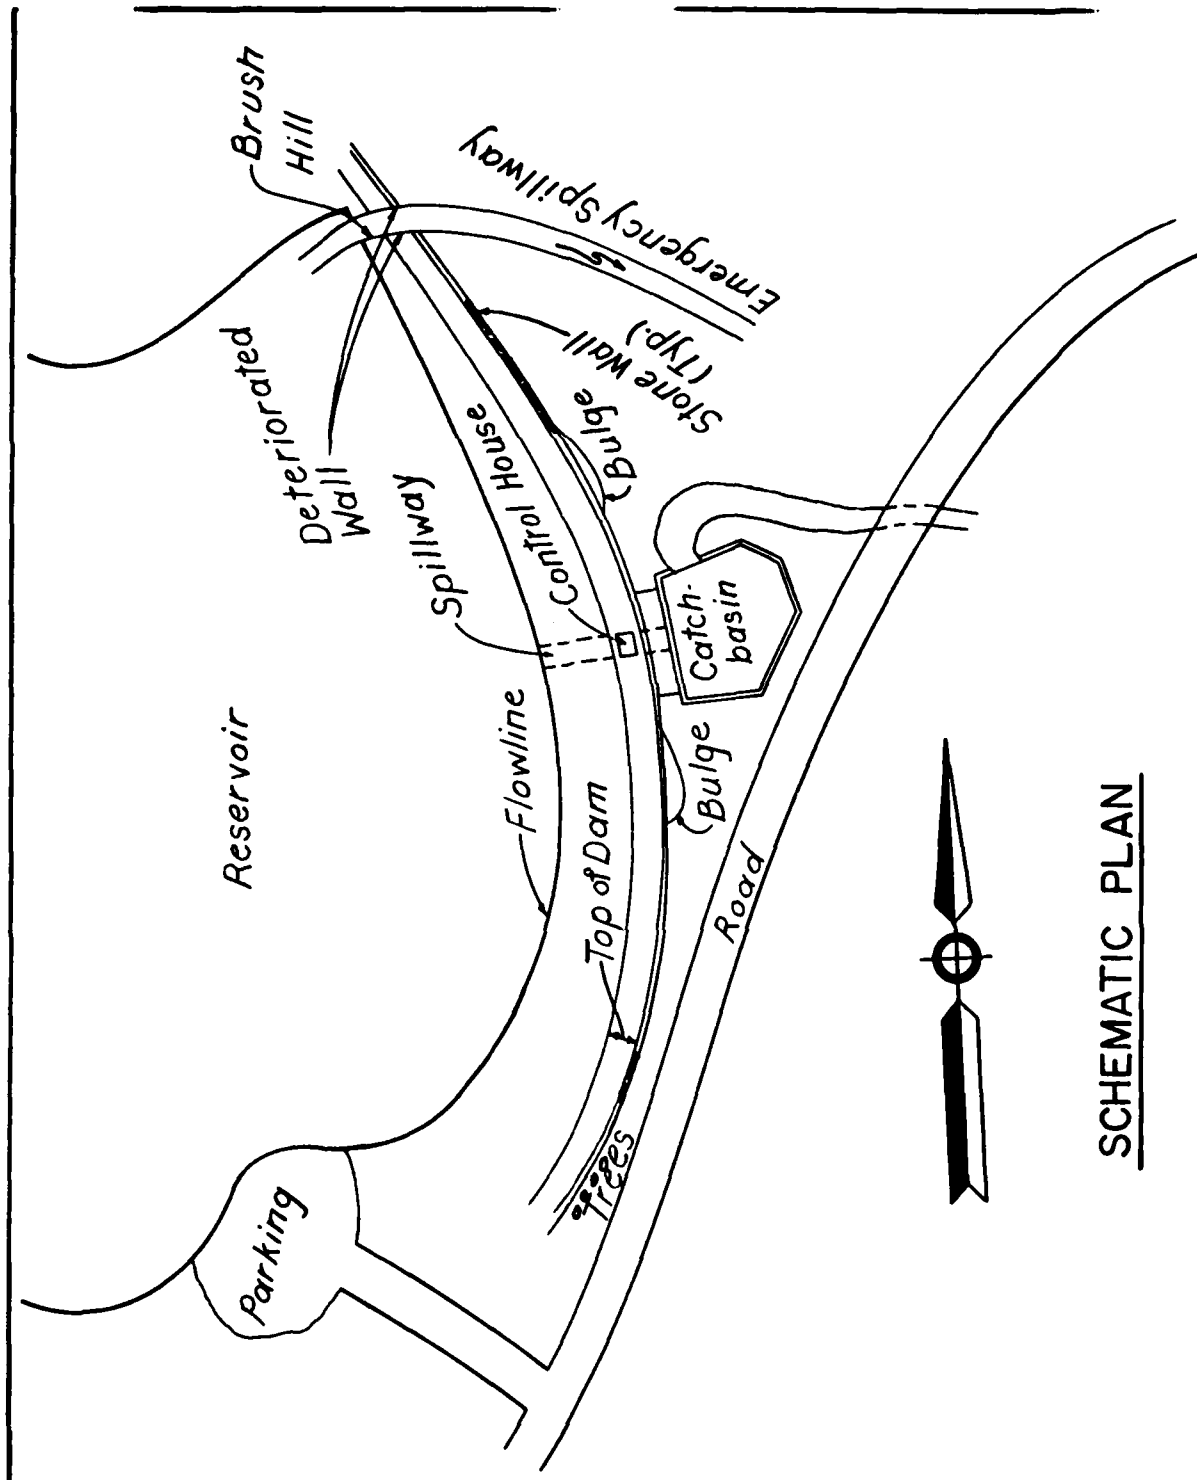 Brush
Hill
Emergency Spillway
Deteriorated
Wall
Stone Wall
(Typ.)
Spillway
Control House
Bulge
Catch-
basin
Reservoir
Flowline
Top of Dam
Bulge
Road
Trees
Parking
SCHEMATIC PLAN